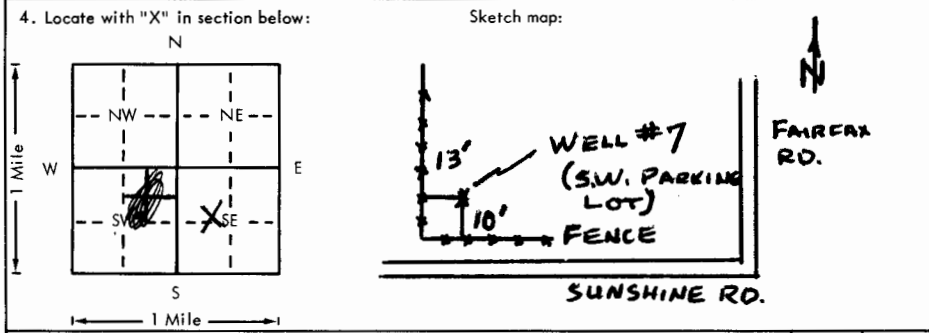 4. Locate with "X" in section below:
Sketch map:
N
NW
NE
W
E
1 Mile
X
SE
S
1 Mile
N
FAIRFAX
RD.
WELL #7
(S.W. PARKING
LOT)
13'
10'
FENCE
SUNSHINE RD.